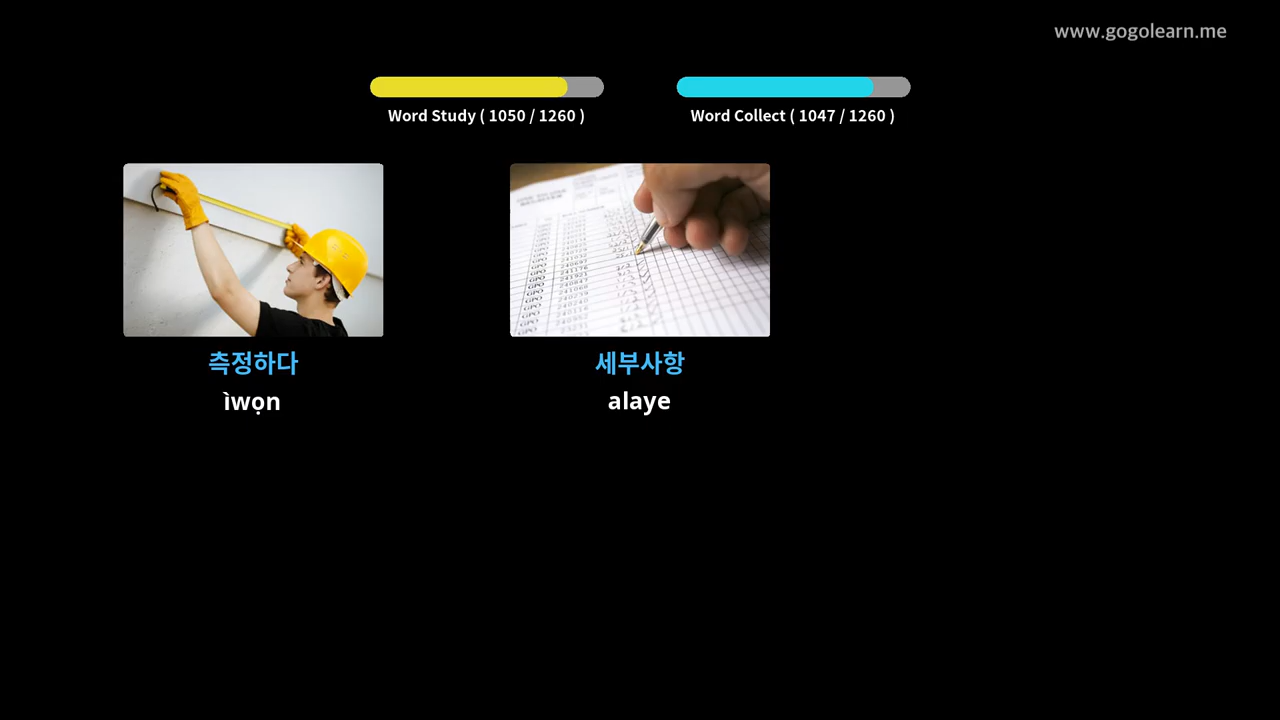 www.gogolearn.me
Word Study ( 1050 / 1260 )
Word Collect ( 1047 / 1260 )
측정하다
ìwọn
세부사항
alaye